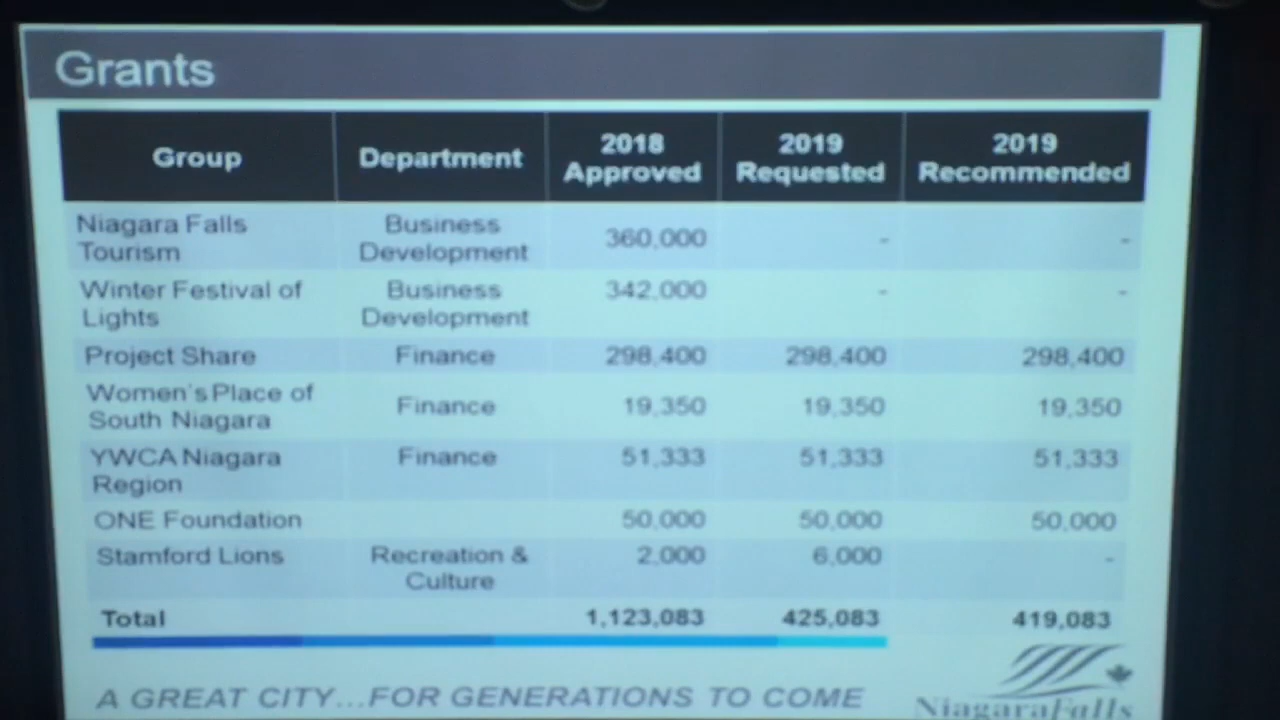 Grants
Group Department 2018 Approved 2019 Requested 2019 Recommended
Niagara Falls Tourism Business Development 360,000 - -
Winter Festival of Lights Business Development 342,000 - -
Project Share Finance 298,400 298,400 298,400
Women's Place of South Niagara Finance 19,350 19,350 19,350
YWCA Niagara Region Finance 51,333 51,333 51,333
ONE Foundation 50,000 50,000 50,000
Stamford Lions Recreation & Culture 2,000 6,000 -
Total 1,123,083 425,083 419,083
A GREAT CITY...FOR GENERATIONS TO COME
NiagaraFalls